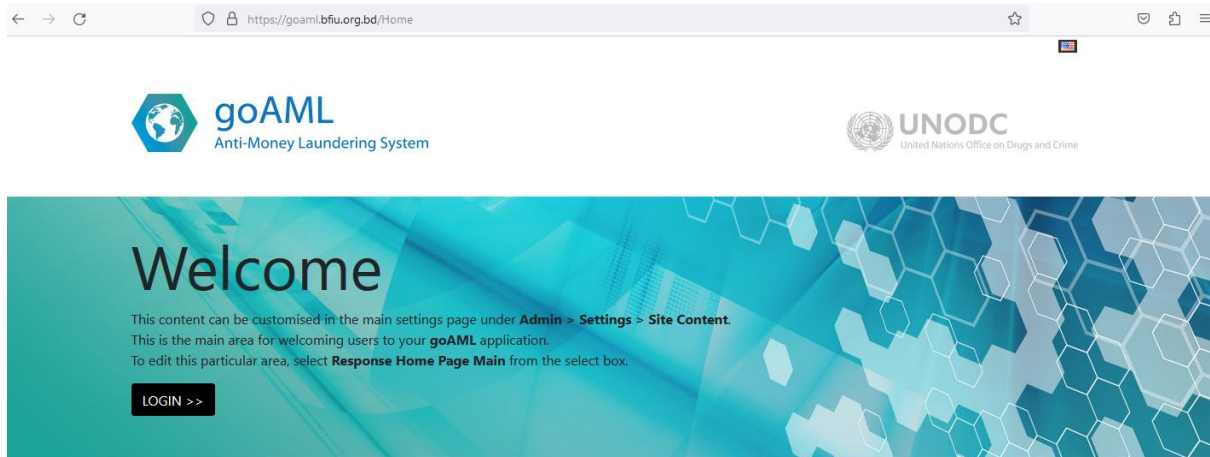 https://goaml.bfiu.org.bd/Home
goAML
Anti-Money Laundering System
UNODC
United Nations Office on Drugs and Crime
Welcome
This content can be customised in the main settings page under Admin > Settings > Site Content.
This is the main area for welcoming users to your goAML application.
To edit this particular area, select Response Home Page Main from the select box.
LOGIN >>